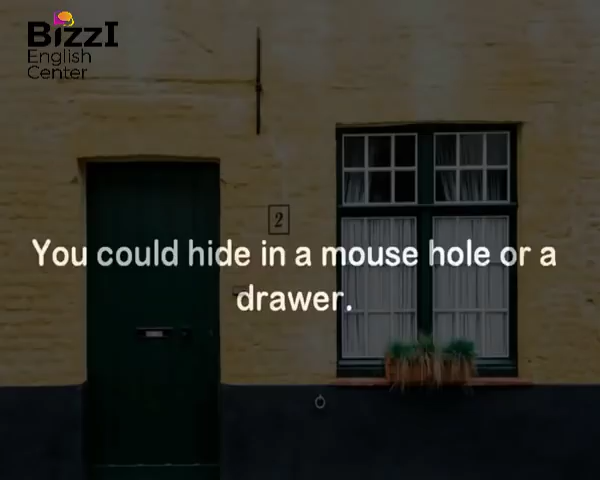 BizzI
English
Center
2
You could hide in a mouse hole or a
drawer.